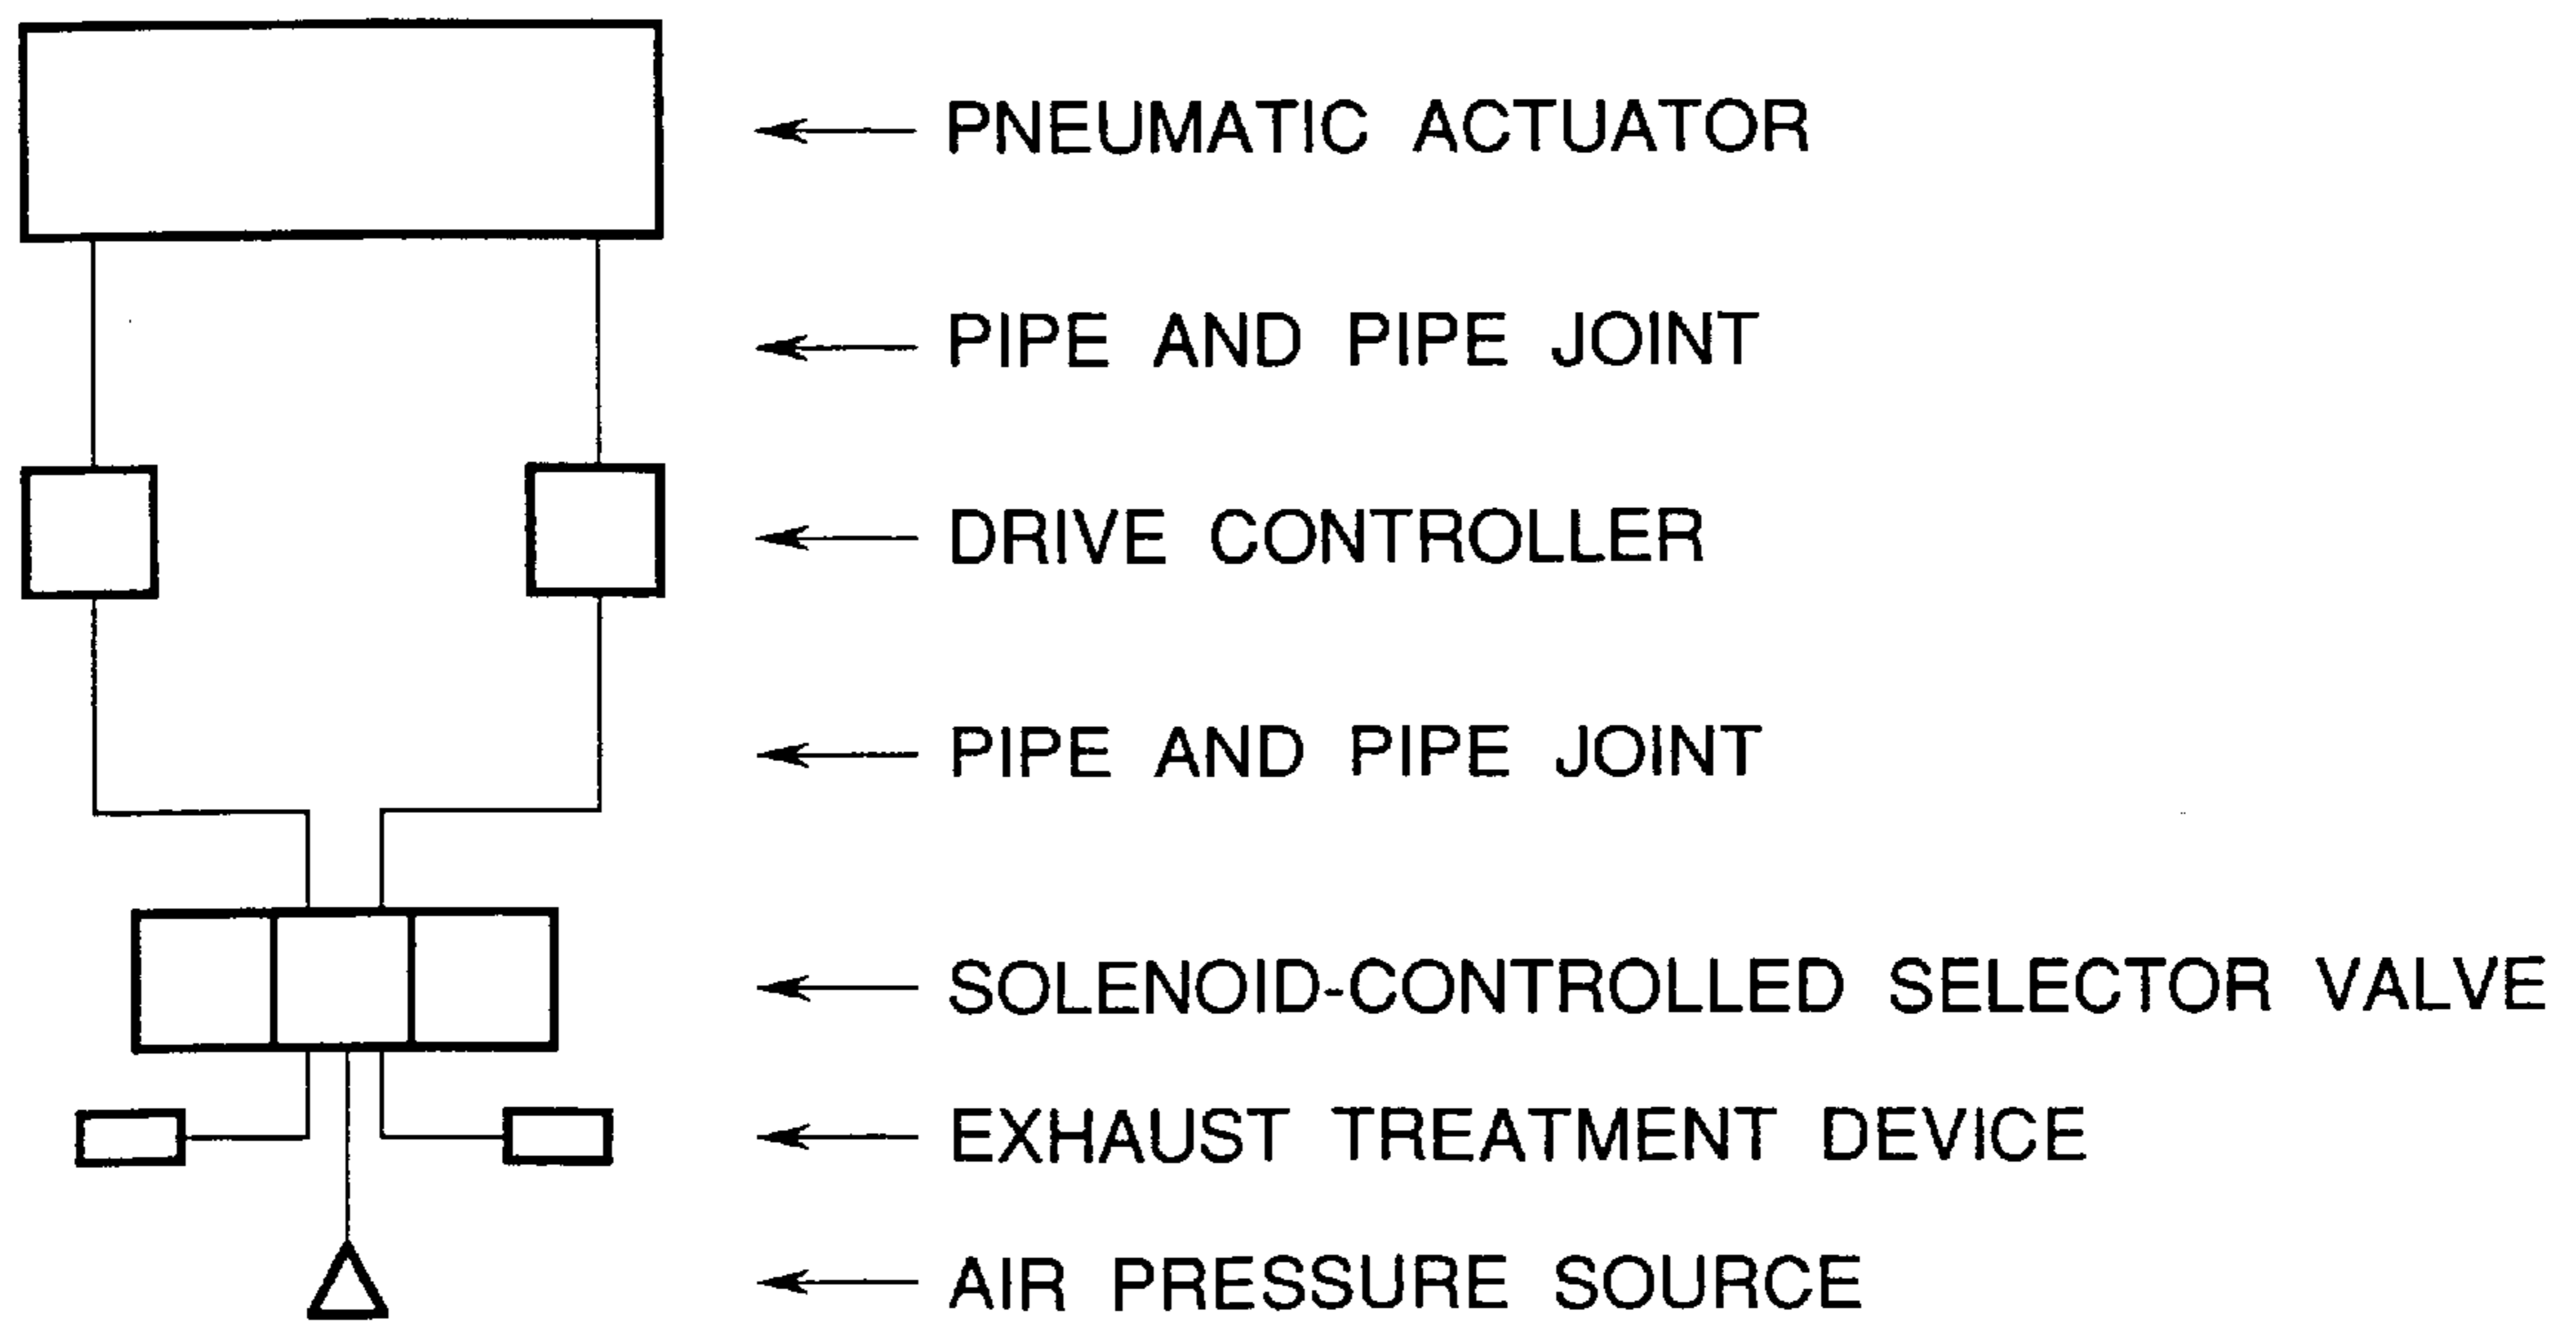 PNEUMATIC ACTUATOR
PIPE AND PIPE JOINT
DRIVE CONTROLLER
PIPE AND PIPE JOINT
SOLENOID-CONTROLLED SELECTOR VALVE
EXHAUST TREATMENT DEVICE
AIR PRESSURE SOURCE